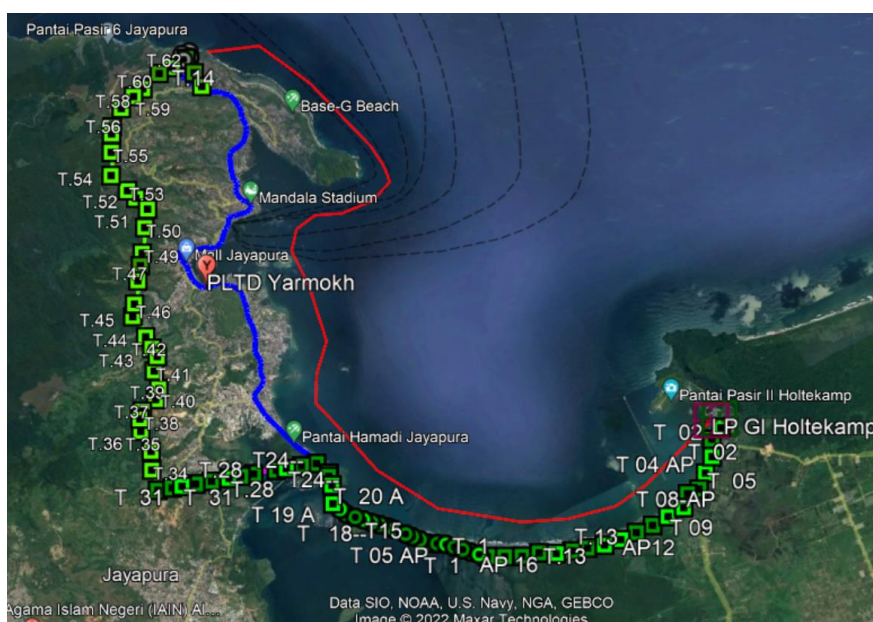 Pantai Pasir 6 Jayapura
T.62
T.14
T.60
T.58
T.59
Base-G Beach
T.56
T.55
T.54
T.53
T.52
Mandala Stadium
T.51
T.50
T.49
Mall Jayapura
T.47
PLTD Yarmokh
T.46
T.45
T.44
T.42
T.43
T.41
Pantai Pasir II Holtekamp
T.39
T.40
T.37
T.38
LP GI Holtekamp
T 02
Pantai Hamadi Jayapura
T.36
T.35
T 02
T24--
T 04 AP
T.34
T.28
T24--
T 05
T 31
T 31
T.28
T 20 A
T 08-AP
T 19 A
T 09
T 18--T15
T.13
T 05 AP
T 1
AP12
T 1
AP 16
T.13
Jayapura
Agama Islam Negeri (IAIN) Al...
Data SIO, NOAA, U.S. Navy, NGA, GEBCO
Image © 2022 Maxar Technologies